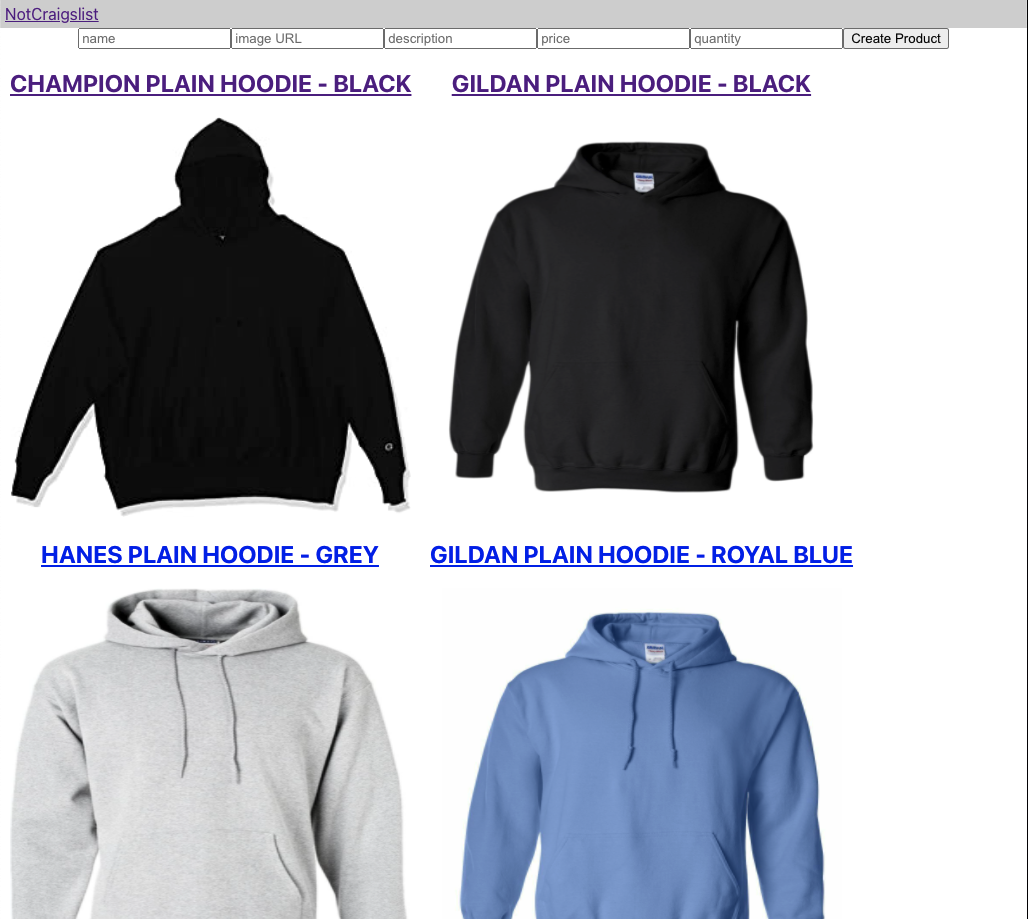 NotCraigslist
name image URL description price quantity Create Product
CHAMPION PLAIN HOODIE - BLACK GILDAN PLAIN HOODIE - BLACK
HANES PLAIN HOODIE - GREY GILDAN PLAIN HOODIE - ROYAL BLUE